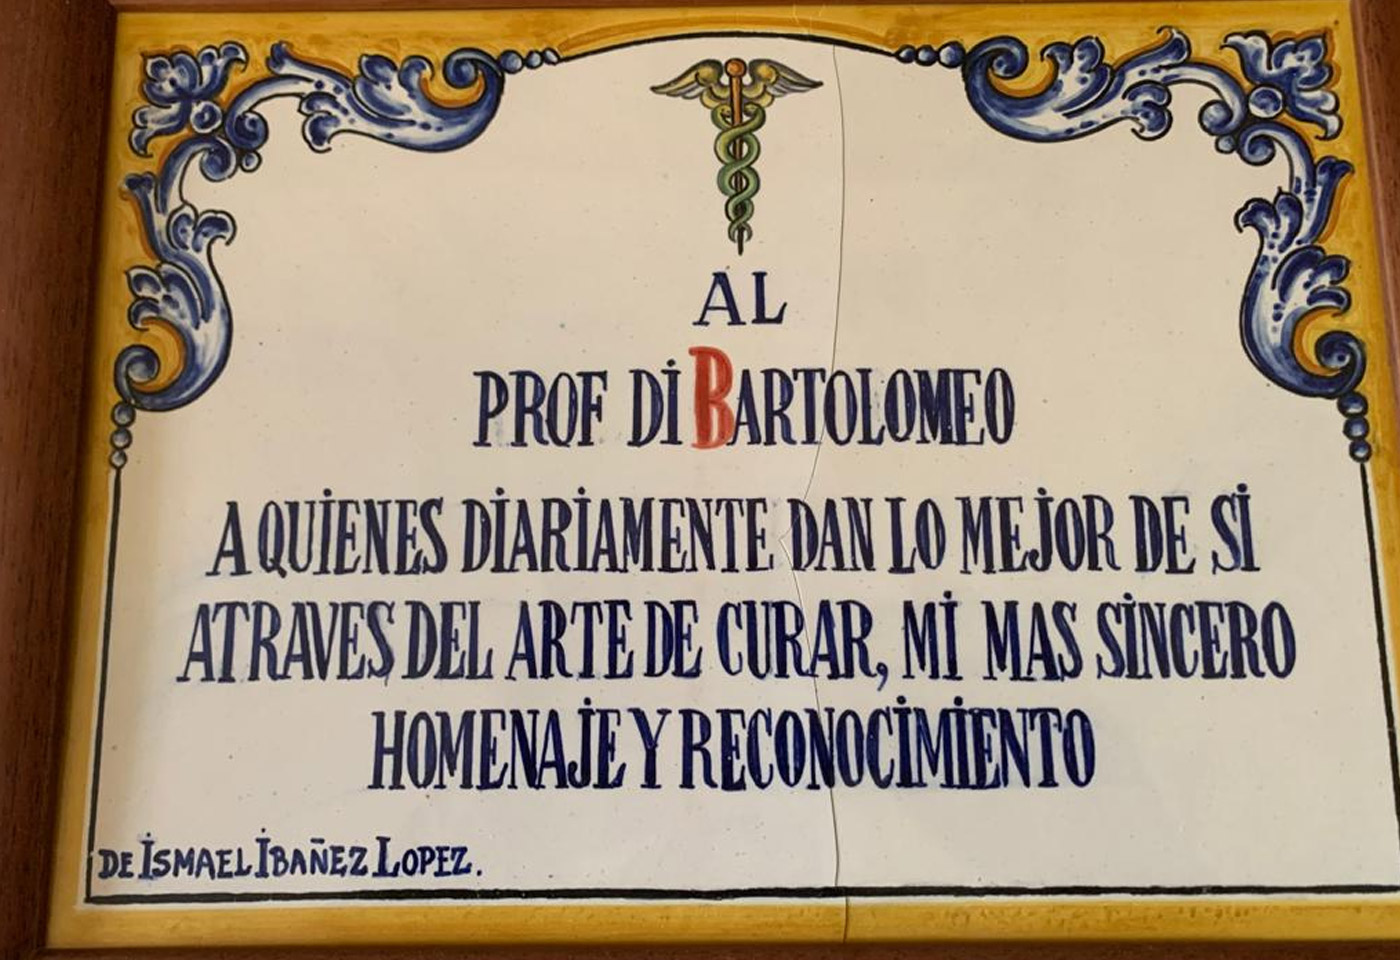 AL
PROF Di BARTOLOMEO
A QUiENES DiARiAMENTE DAN LO MEJOR DE Si
ATRAVES DEL ARTE DE CURAR, Mi MAS SiNCERO
HOMENAJE Y RECONOCiMiENTO
DE iSMAEL iBAÑEZ LOPEZ.